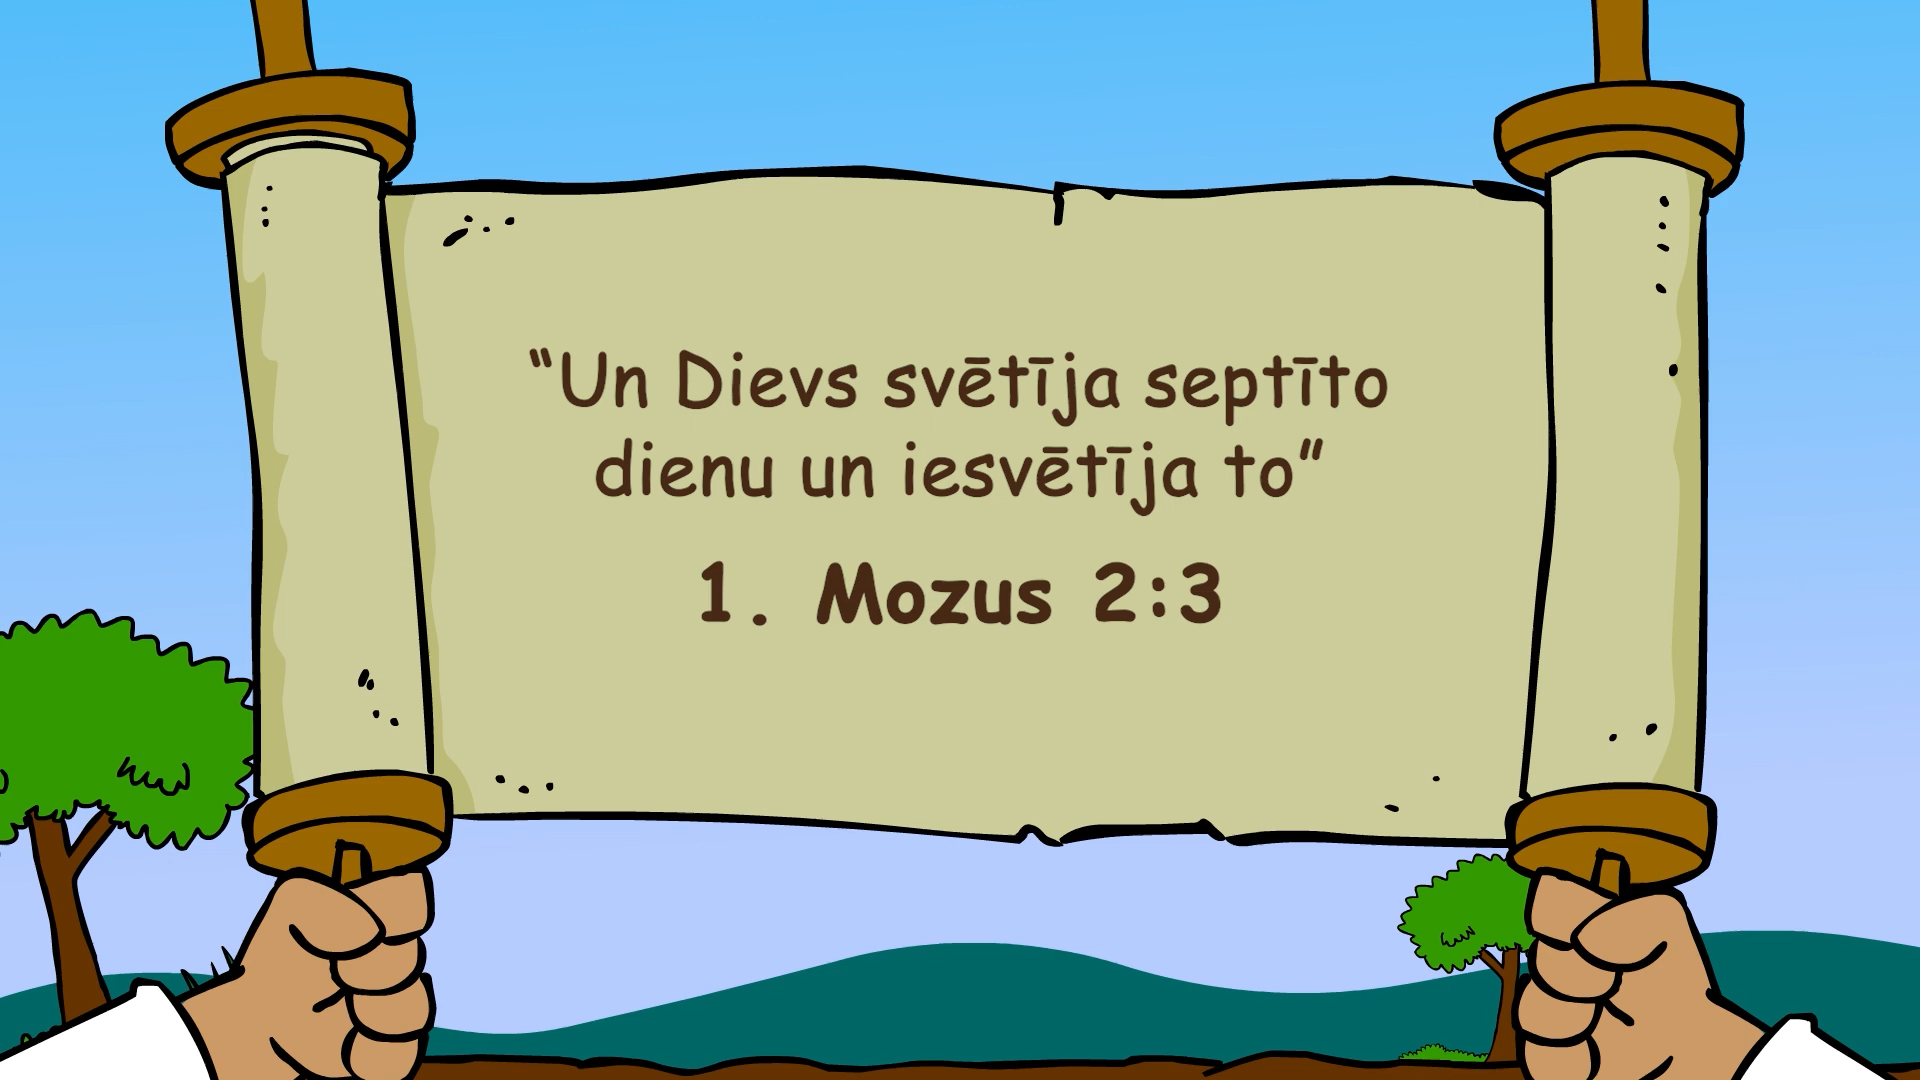 “Un Dievs svētīja septīto
dienu un iesvētīja to”
1. Mozus 2:3